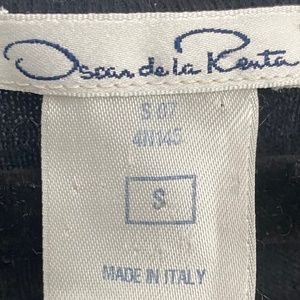 Oscar de la Renta
S 07
4N145
S
MADE IN ITALY